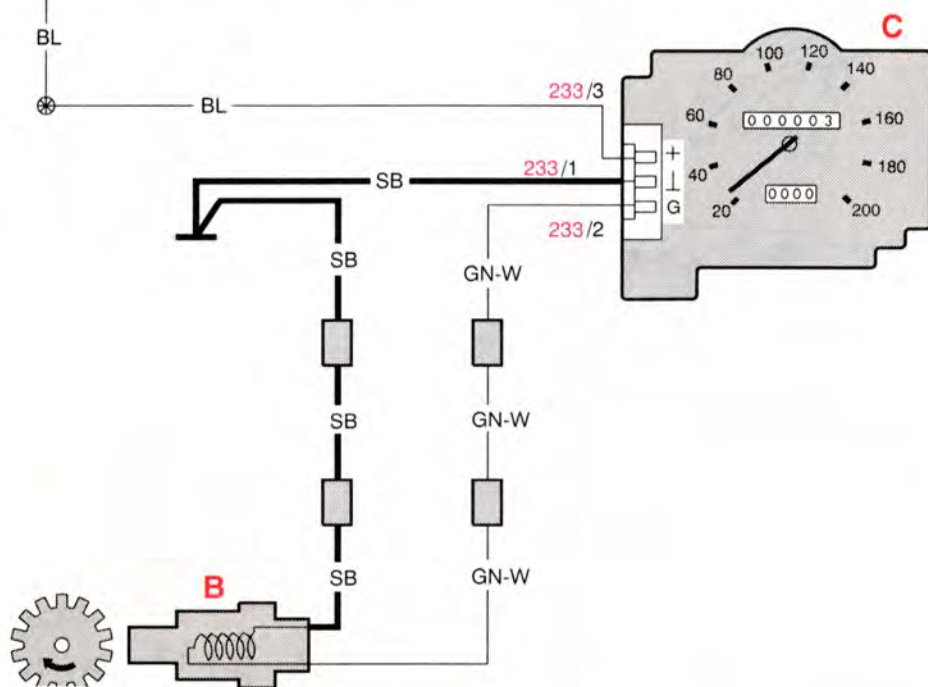 BL
C
100 120
80 140
BL 233/3
60 000003 160
+
233/1
SB ⊥
40 180
0000
G 20 200
233/2
SB GN-W
SB GN-W
SB GN-W
B